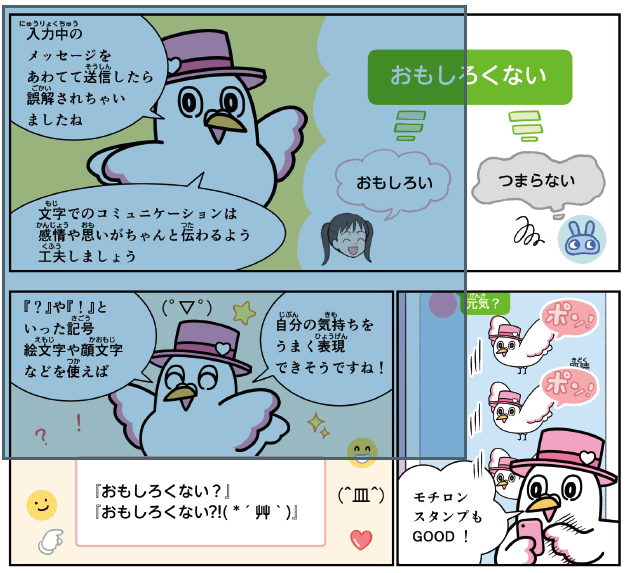 入力中の
メッセージを
あわてて送信したら
誤解されちゃい
ましたね
おもしろくない
おもしろい
つまらない
文字でのコミュニケーションは
感情や思いがちゃんと伝わるよう
工夫しましょう
『？』や『！』と
いった記号
絵文字や顔文字
などを使えば
(°▽°)
自分の気持ちを
うまく表現
できそうですね！
？ ！
『おもしろくない？』
『おもしろくない?!( *´艸｀)』
(^皿^)
元気？
ポン！
ポン！
モチロン
スタンプも
GOOD！